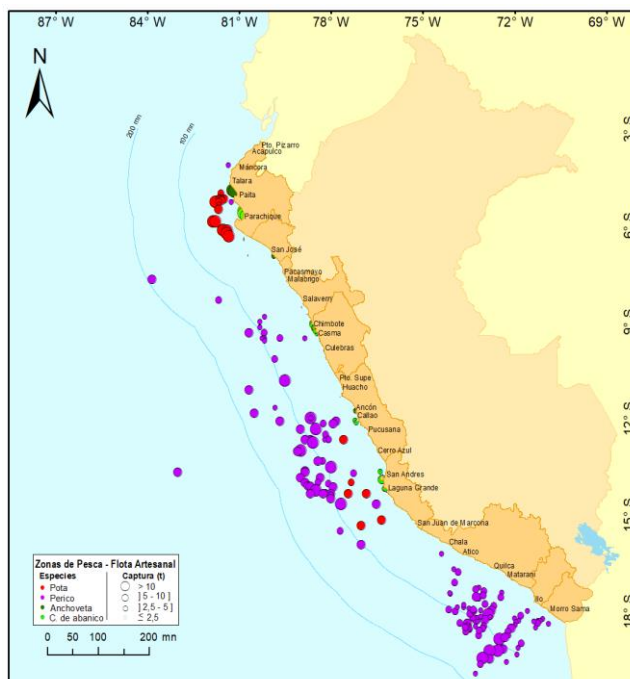 87° W 84° W 81° W 78° W 75° W 72° W 69° W
N
200 mn
100 mn
3° S
6° S
9° S
12° S
15° S
18° S
Pto. Pizarro
Acapulco
Máncora
Talara
Paita
Parachique
San José
Pacasmayo
Malabrigo
Salaverry
Chimbote
Casma
Culebras
Pto. Supe
Huacho
Ancón
Callao
Pucusana
Cerro Azul
San Andres
Laguna Grande
San Juan de Marcona
Chala
Atico
Quilca
Matarani
Ilo
Morro Sama
Zonas de Pesca - Flota Artesanal
Especies Captura (t)
Pota > 10
Perico ] 5 - 10 ]
Anchoveta ] 2,5 - 5 ]
C. de abanico ≤ 2,5
0 50 100 200 mn